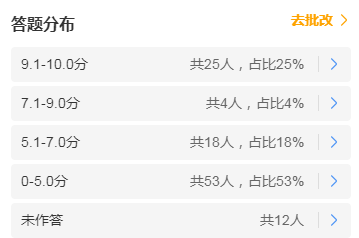 答题分布 去批改
9.1-10.0分 共25人，占比25%
7.1-9.0分 共4人，占比4%
5.1-7.0分 共18人，占比18%
0-5.0分 共53人，占比53%
未作答 共12人